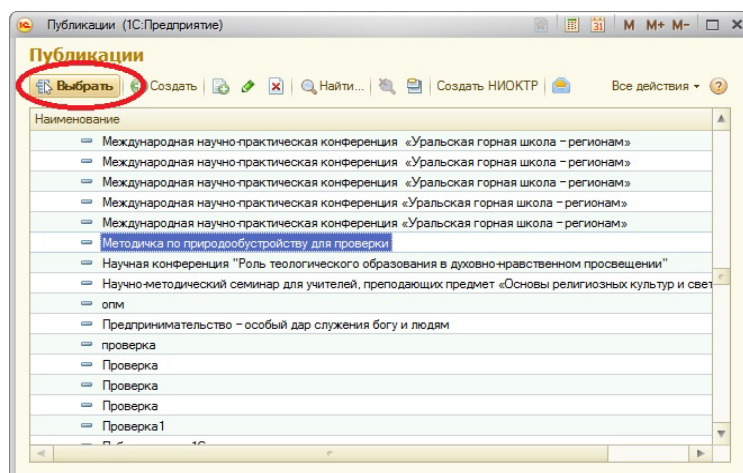 Публикации (1С:Предприятие) 31 M M+ M-
Публикации
Выбрать Создать Найти... Создать НИОКТР Все действия ?
Наименование
Международная научно-практическая конференция «Уральская горная школа – регионам»
Международная научно-практическая конференция «Уральская горная школа – регионам»
Международная научно-практическая конференция «Уральская горная школа – регионам»
Международная научно-практическая конференция «Уральская горная школа – регионам»
Международная научно-практическая конференция «Уральская горная школа – регионам»
Методичка по природообустройству для проверки
Научная конференция "Роль теологического образования в духовно-нравственном просвещении"
Научно-методический семинар для учителей, преподающих предмет «Основы религиозных культур и свет
опм
Предпринимательство – особый дар служения богу и людям
проверка
Проверка
Проверка
Проверка
Проверка1